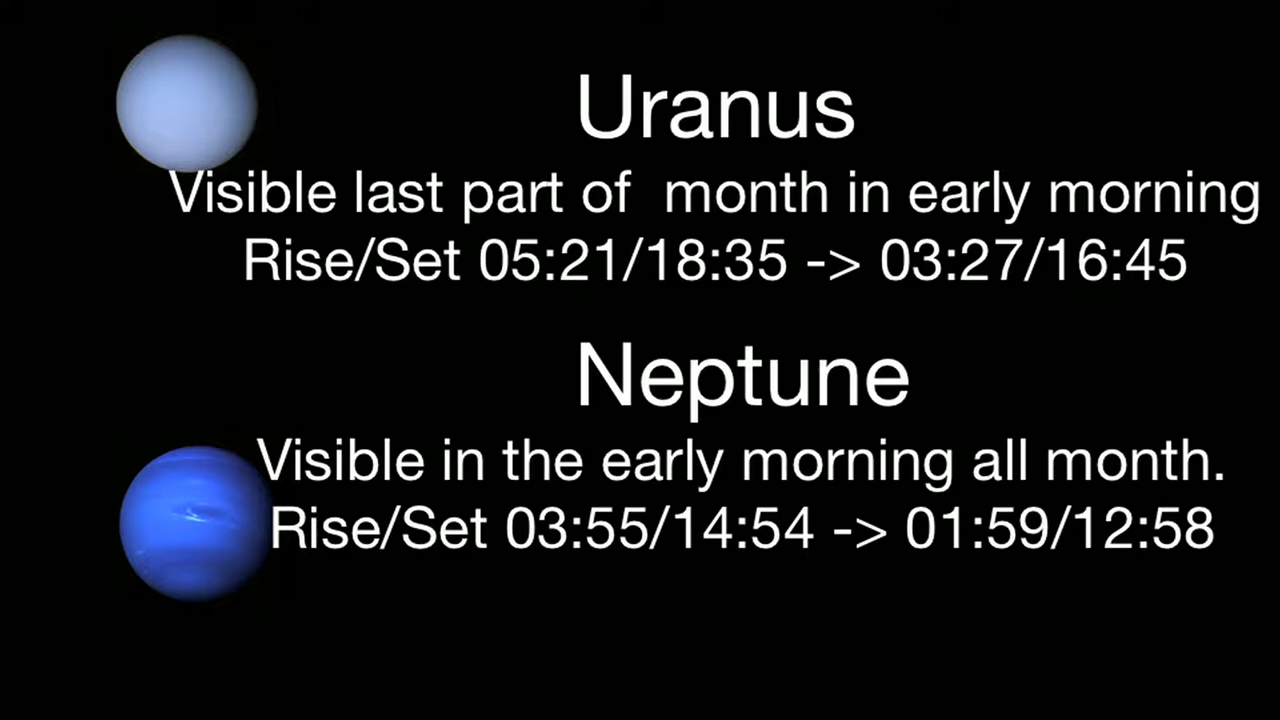 Uranus
Visible last part of  month in early morning
Rise/Set 05:21/18:35 -> 03:27/16:45
Neptune
Visible in the early morning all month.
Rise/Set 03:55/14:54 -> 01:59/12:58